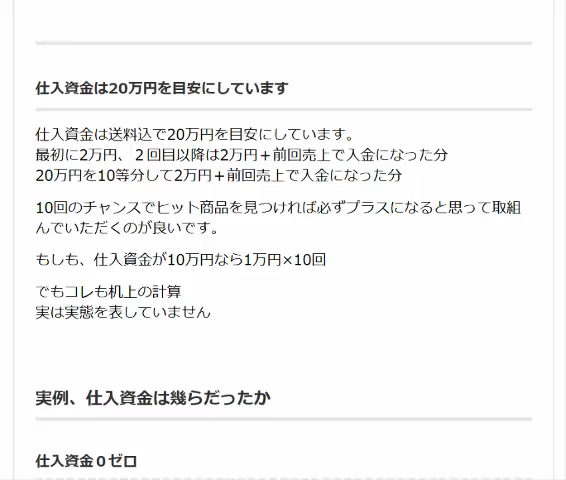 仕入資金は20万円を目安にしています
仕入資金は送料込で20万円を目安にしています。
最初に2万円、２回目以降は2万円＋前回売上で入金になった分
20万円を10等分して2万円＋前回売上で入金になった分
10回のチャンスでヒット商品を見つければ必ずプラスになると思って取組
んでいただくのが良いです。
もしも、仕入資金が10万円なら1万円×10回
でもコレも机上の計算
実は実態を表していません
実例、仕入資金は幾らだったか
仕入資金０ゼロ